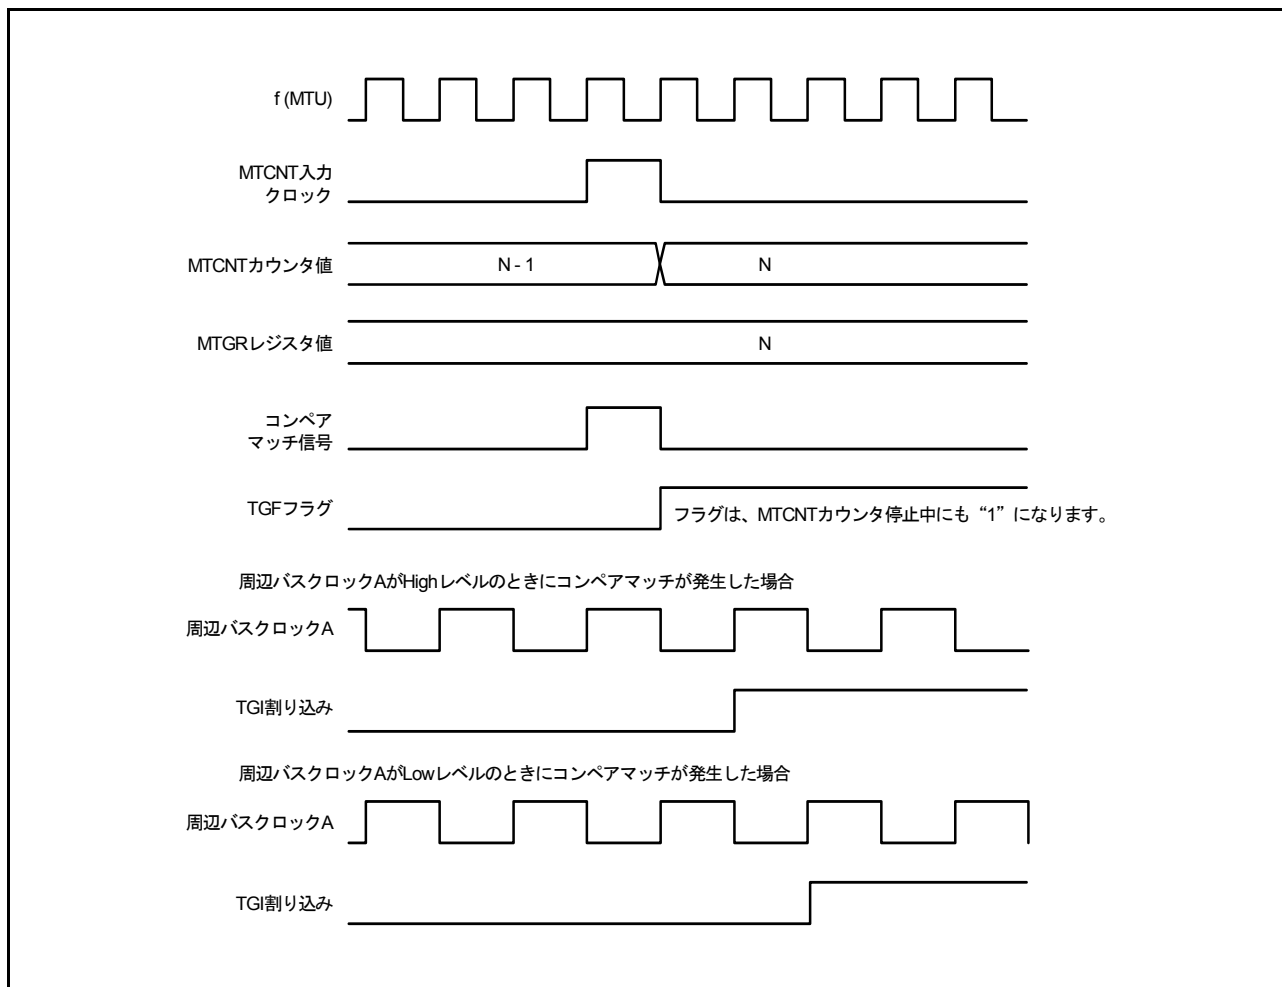 f (MTU)
MTCNT入力
クロック
MTCNTカウンタ値
N - 1
N
MTGRレジスタ値
N
コンペア
マッチ信号
TGFフラグ
フラグは、MTCNTカウンタ停止中にも“1”になります。
周辺バスクロックAがHighレベルのときにコンペアマッチが発生した場合
周辺バスクロックA
TGI割り込み
周辺バスクロックAがLowレベルのときにコンペアマッチが発生した場合
周辺バスクロックA
TGI割り込み